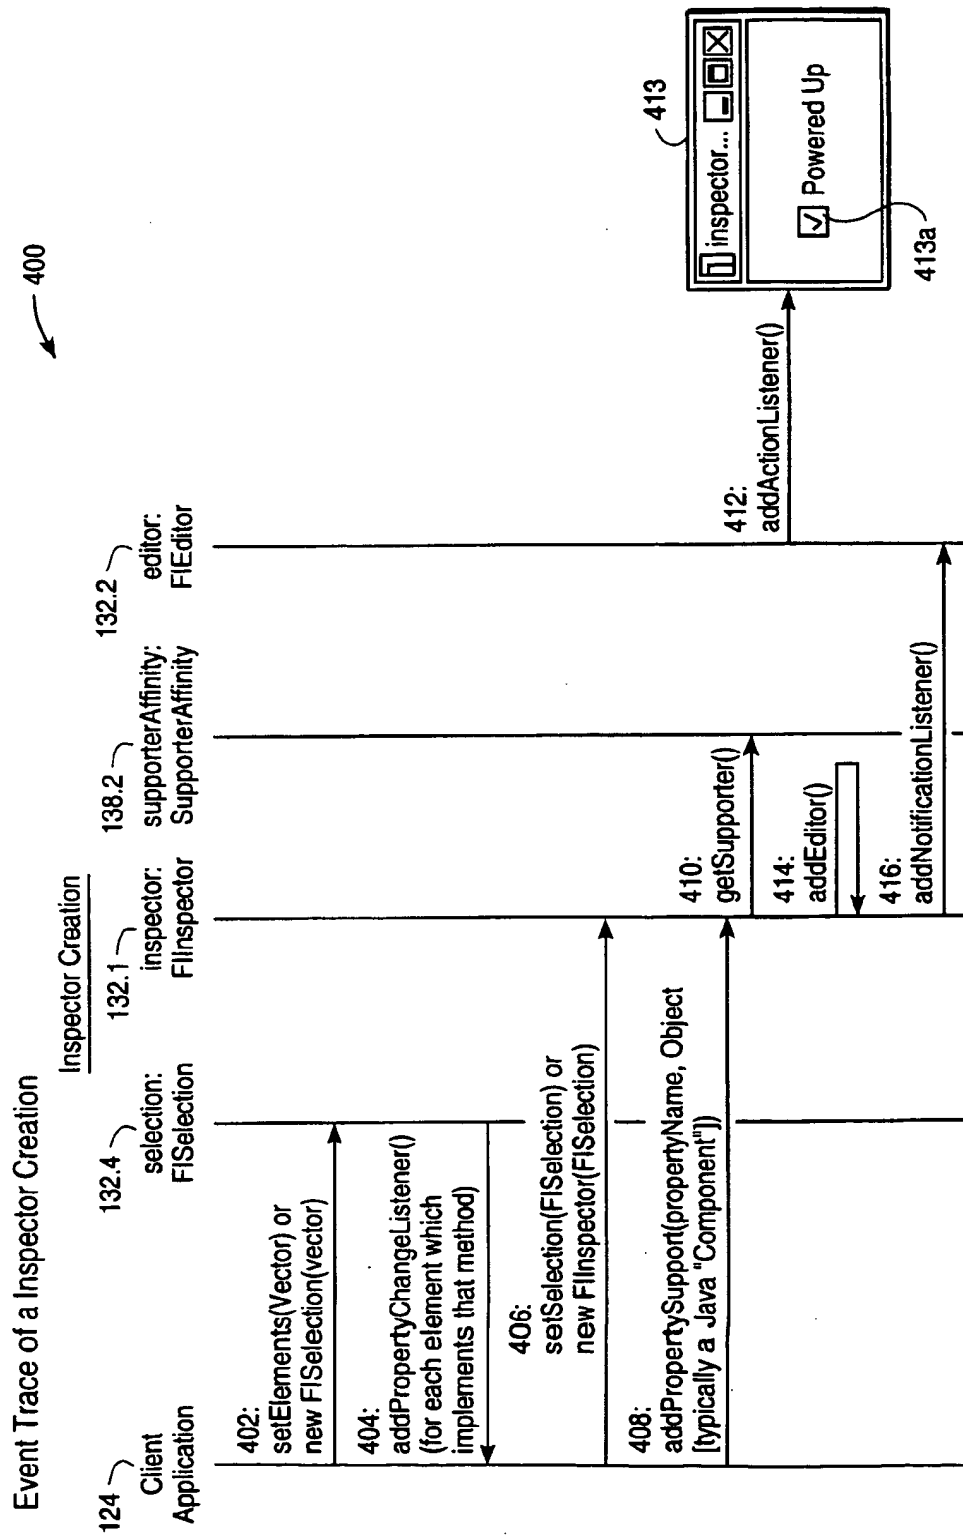 Event Trace of a Inspector Creation
400
Inspector Creation
124
Client
Application
132.4
selection:
FISelection
132.1
inspector:
FIInspector
138.2
supporterAffinity:
SupporterAffinity
132.2
editor:
FIEditor
402:
setElements(Vector) or
new FISelection(vector)
404:
addPropertyChangeListener()
(for each element which
implements that method)
406:
setSelection(FISelection) or
new FIInspector(FISelection)
408:
addPropertySupport(propertyName, Object
[typically a Java "Component"])
410:
getSupporter()
412:
addActionListener()
413
inspector...
Powered Up
413a
414:
addEditor()
416:
addNotificationListener()